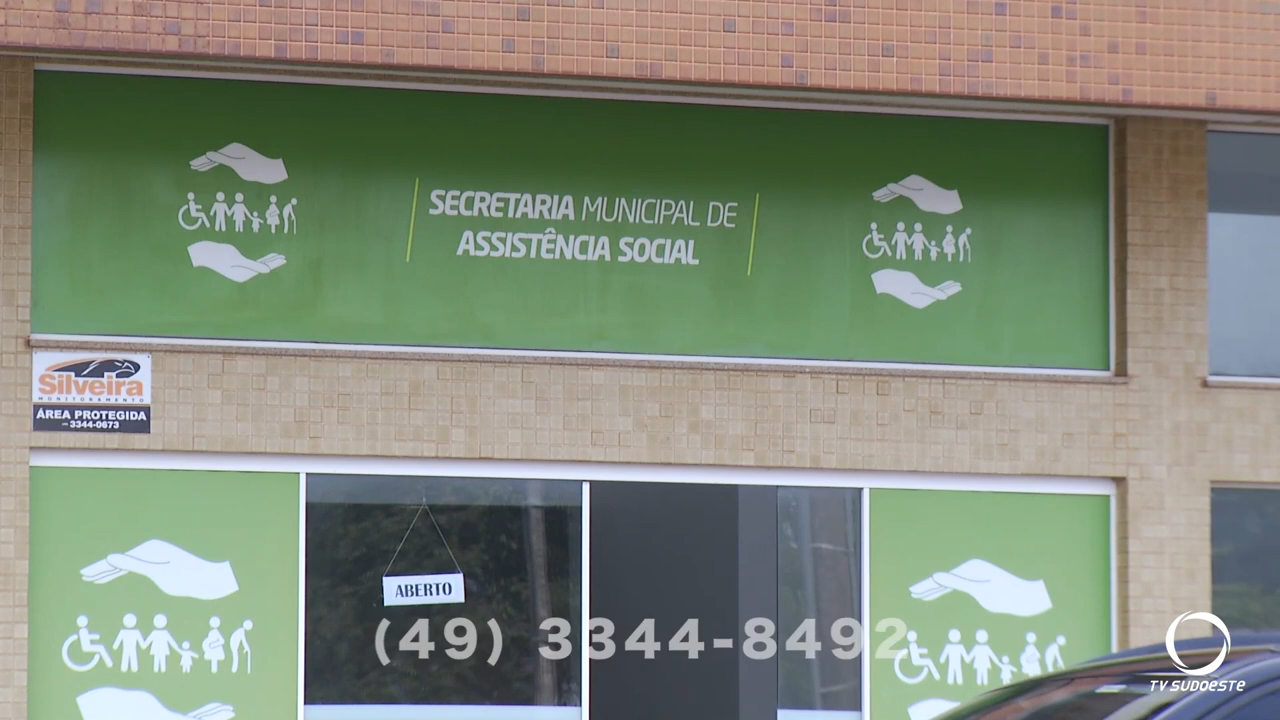 SECRETARIA MUNICIPAL DE
ASSISTÊNCIA SOCIAL
Silveira
MONITORAMENTO
ÁREA PROTEGIDA
3344-0673
ABERTO
(49) 3344-8492
TV SUDOESTE